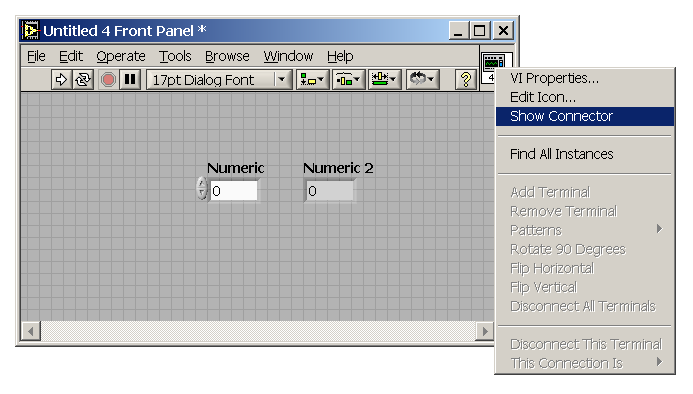 Untitled 4 Front Panel *
File Edit Operate Tools Browse Window Help
17pt Dialog Font ?
4
Numeric Numeric 2
0 0
VI Properties...
Edit Icon...
Show Connector
Find All Instances
Add Terminal
Remove Terminal
Patterns
Rotate 90 Degrees
Flip Horizontal
Flip Vertical
Disconnect All Terminals
Disconnect This Terminal
This Connection Is